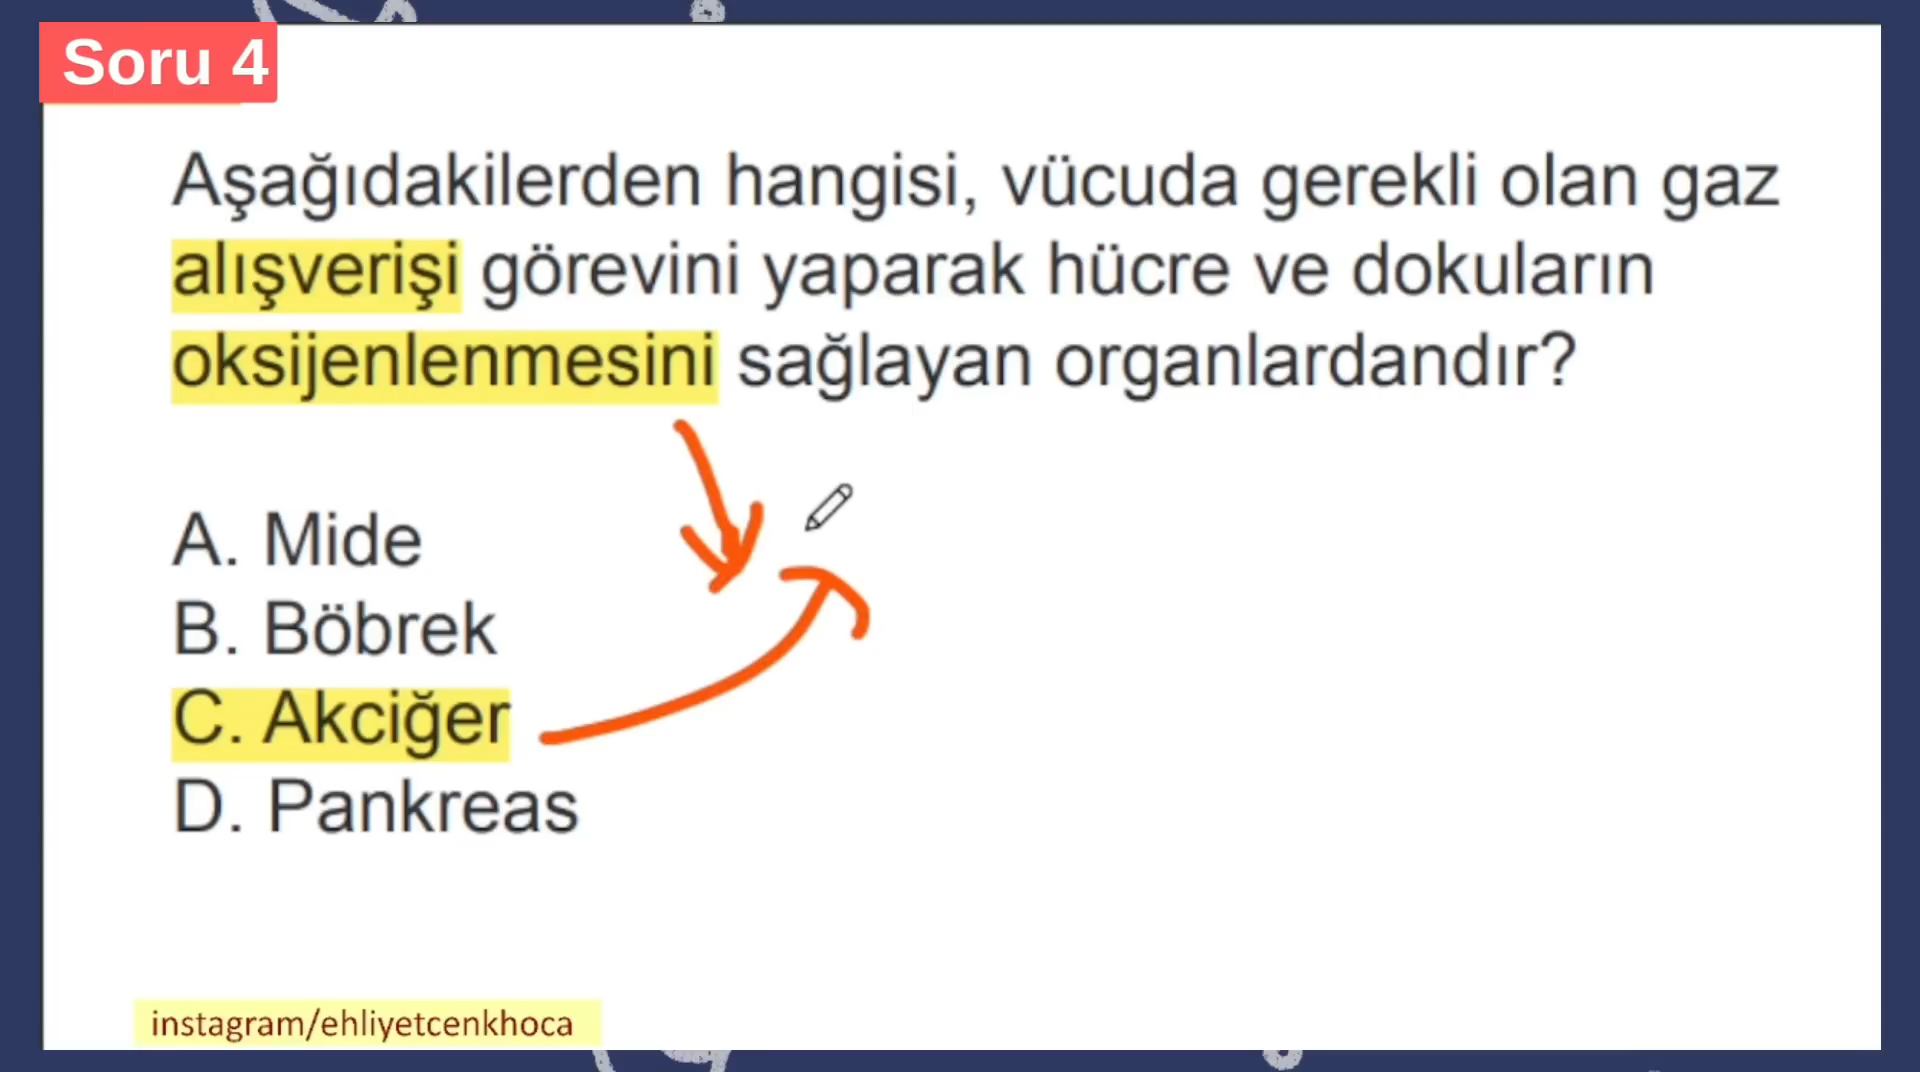 Soru 4
Aşağıdakilerden hangisi, vücuda gerekli olan gaz
alışverişi görevini yaparak hücre ve dokuların
oksijenlenmesini sağlayan organlardandır?
A. Mide
B. Böbrek
C. Akciğer
D. Pankreas
instagram/ehliyetcenkhoca